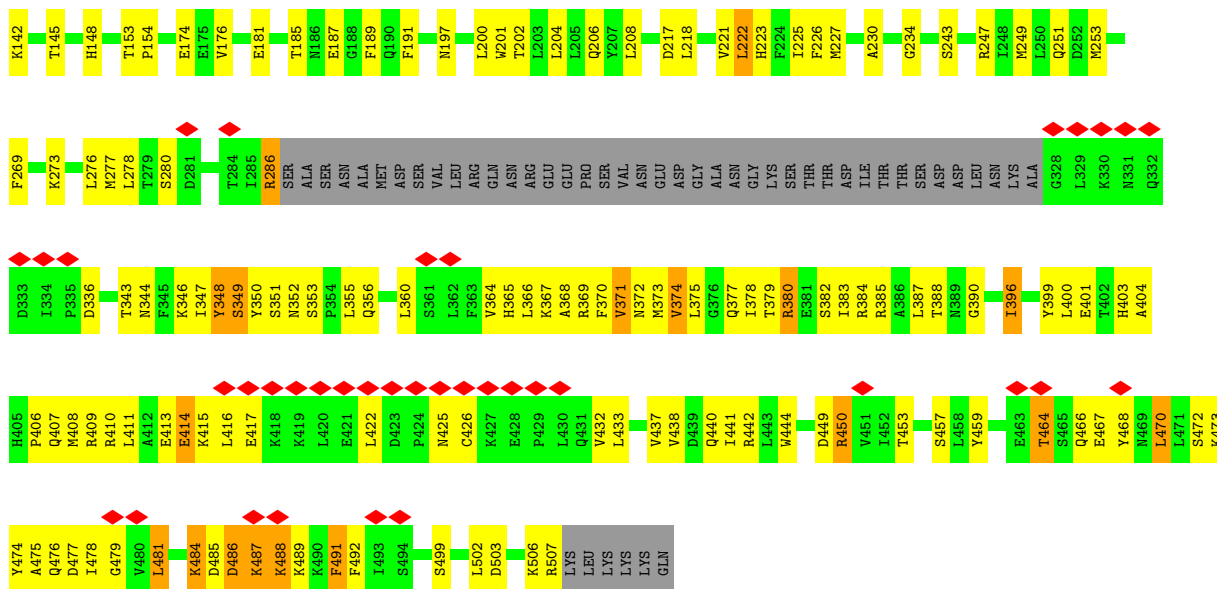 K142 T145 H148 T153 P154 E174 E175 V176 E181 T185 N186 E187 G188 F189 Q190 F191 N197 L200 W201 T202 L203 L204 L205 Q206 Y207 L208 D217 L218 V221 L222 H223 F224 I225 F226 M227 A230 G234 S243 R247 I248 M249 L250 Q251 D252 M253
F269 K273 L276 M277 L278 T279 S280 D281 T284 I285 R286 SER ALA SER ASN ALA MET ASP SER VAL LEU ARG GLN ASN ARG GLU GLU PRO SER VAL ASN GLU ASP GLY ALA ASN GLY LYS SER THR THR ASP ILE THR THR SER ASP ASP LEU ASN LYS ALA G328 L329 K330 N331 Q332
D333 I334 P335 D336 T343 N344 F345 K346 I347 Y348 S349 Y350 S351 N352 S353 P354 L355 Q356 L360 S361 L362 F363 V364 H365 L366 K367 A368 R369 F370 V371 N372 M373 V374 L375 G376 Q377 I378 T379 R380 E381 S382 I383 R384 R385 A386 L387 T388 N389 G390 I396 Y399 L400 E401 T402 H403 A404
H405 P406 Q407 M408 R409 R410 L411 A412 E413 E414 K415 L416 E417 K418 K419 L420 E421 L422 D423 P424 N425 C426 K427 E428 P429 L430 Q431 V432 L433 V437 V438 D439 Q440 I441 R442 L443 W444 D449 R450 V451 I452 T453 S457 L458 Y459 E463 T464 S465 Q466 E467 Y468 N469 L470 L471 S472 K473
Y474 A475 Q476 D477 I478 G479 V480 L481 K484 D485 D486 K487 K488 K489 K490 F491 F492 I493 S494 S499 L502 D503 K506 R507 LYS LEU LYS LYS LYS GLN